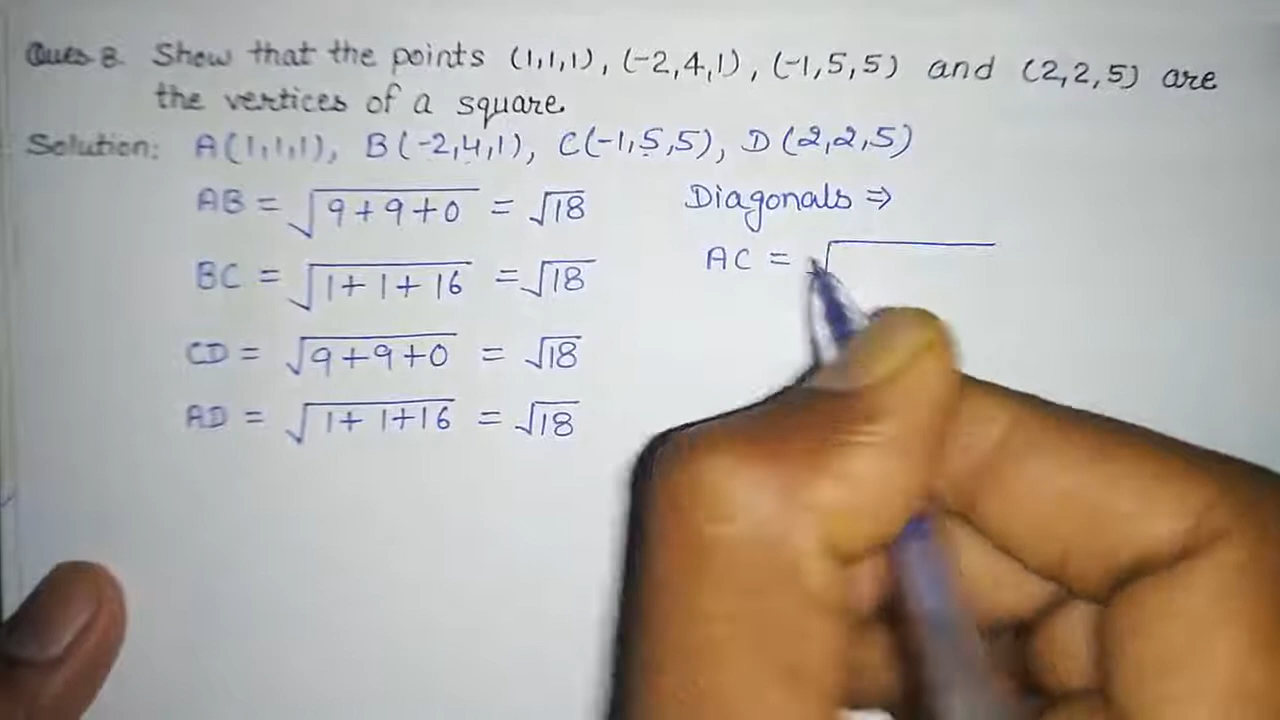 Ques 8. Show that the points (1,1,1), (-2,4,1), (-1,5,5) and (2,2,5) are
the vertices of a square.
Solution: A(1,1,1), B(-2,4,1), C(-1,5,5), D(2,2,5)
AB = √9+9+0 = √18
BC = √1+1+16 = √18
CD = √9+9+0 = √18
AD = √1+1+16 = √18
Diagonals ⇒
AC = √